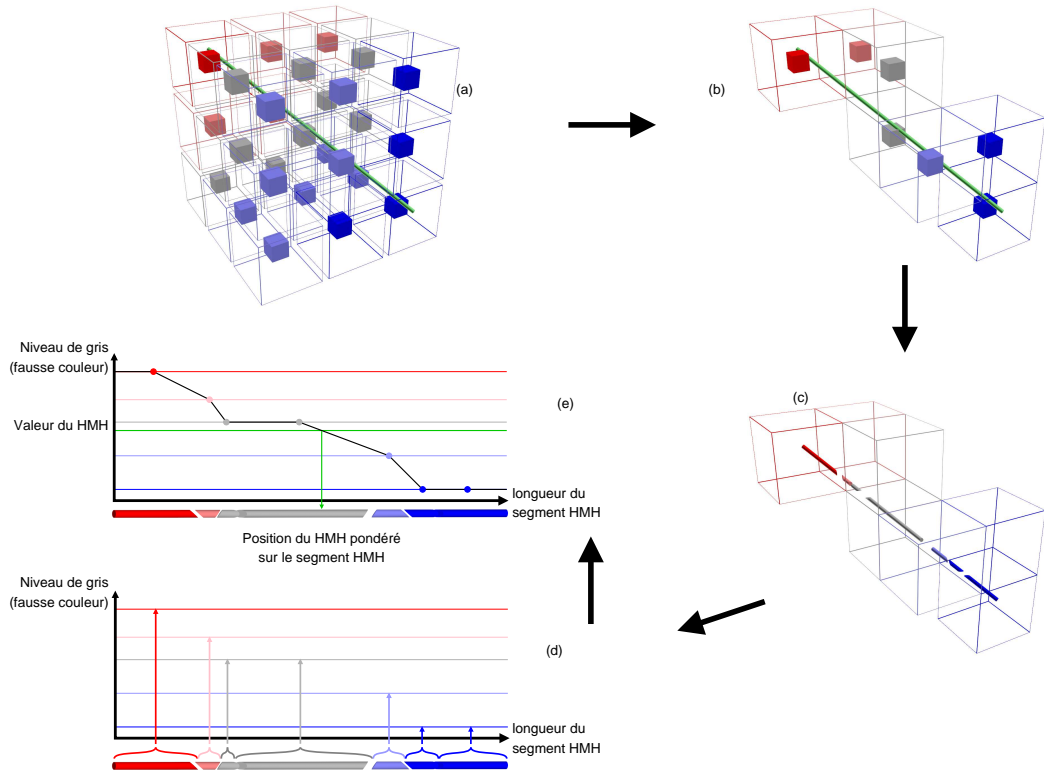 (a)
(b)
Niveau de gris
(fausse couleur)
Valeur du HMH
(e)
(c)
longueur du
segment HMH
Position du HMH pondéré
sur le segment HMH
Niveau de gris
(fausse couleur)
(d)
longueur du
segment HMH